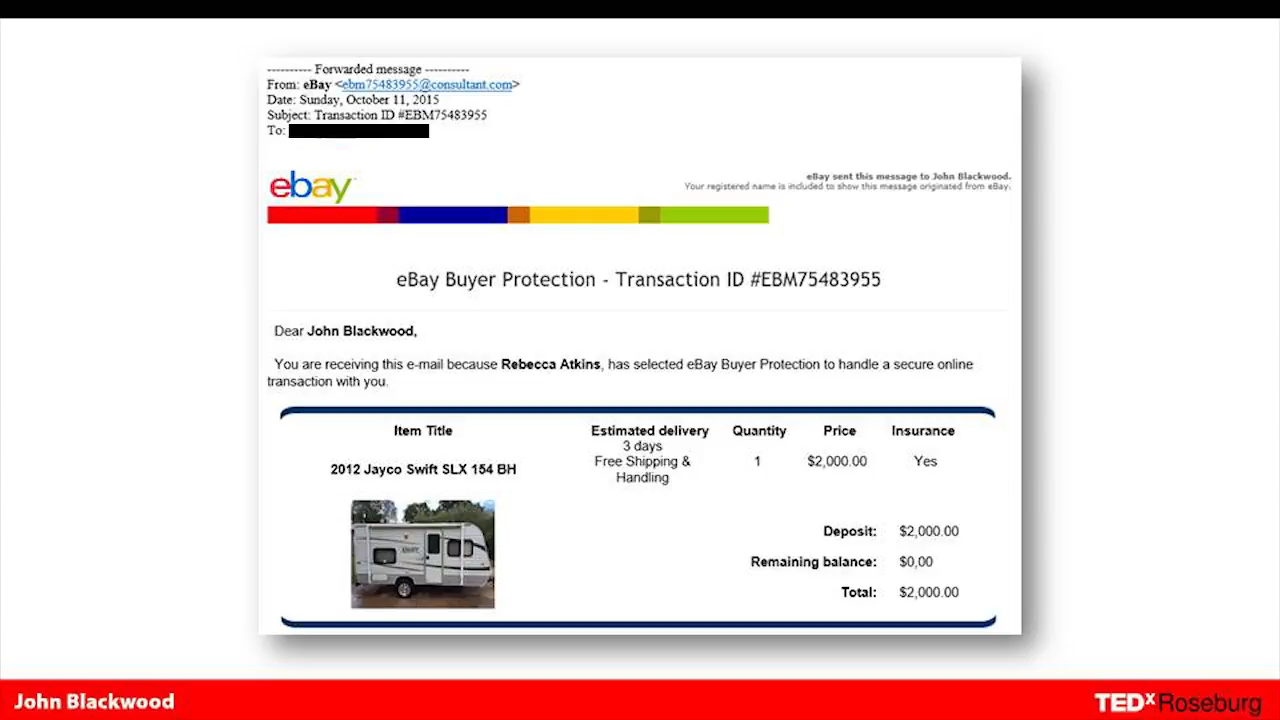 ---------- Forwarded message ----------
From: eBay <ebm75483955@consultant.com>
Date: Sunday, October 11, 2015
Subject: Transaction ID #EBM75483955
To:
ebay
eBay sent this message to John Blackwood.
Your registered name is included to show this message originated from eBay.
eBay Buyer Protection - Transaction ID #EBM75483955
Dear John Blackwood,
You are receiving this e-mail because Rebecca Atkins, has selected eBay Buyer Protection to handle a secure online
transaction with you.
Item Title Estimated delivery Quantity Price Insurance
3 days
Free Shipping & 1 $2,000.00 Yes
2012 Jayco Swift SLX 154 BH
Handling
Deposit: $2,000.00
Remaining balance: $0,00
Total: $2,000.00
John Blackwood
TEDxRoseburg